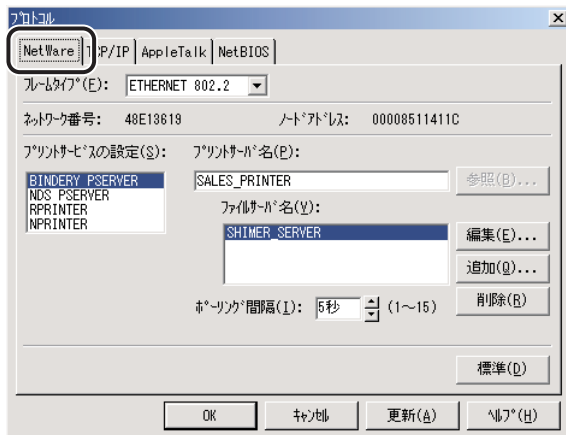 ﾌﾟﾛﾄｺﾙ
NetWare TCP/IP AppleTalk NetBIOS
ﾌﾚｰﾑﾀｲﾌﾟ(F): ETHERNET 802.2
ﾈｯﾄﾜｰｸ番号: 48E13619 ﾉｰﾄﾞｱﾄﾞﾚｽ: 00008511411C
ﾌﾟﾘﾝﾄｻｰﾋﾞｽの設定(S): ﾌﾟﾘﾝﾄｻｰﾊﾞ名(P):
BINDERY PSERVER SALES_PRINTER 参照(B)...
NDS PSERVER
RPRINTER ﾌｧｲﾙｻｰﾊﾞ名(V):
NPRINTER SHIMER_SERVER 編集(E)...
追加(O)...
ﾎﾟｰﾘﾝｸﾞ間隔(I): 5秒 (1～15) 削除(R)
標準(D)
OK ｷｬﾝｾﾙ 更新(A) ﾍﾙﾌﾟ(H)